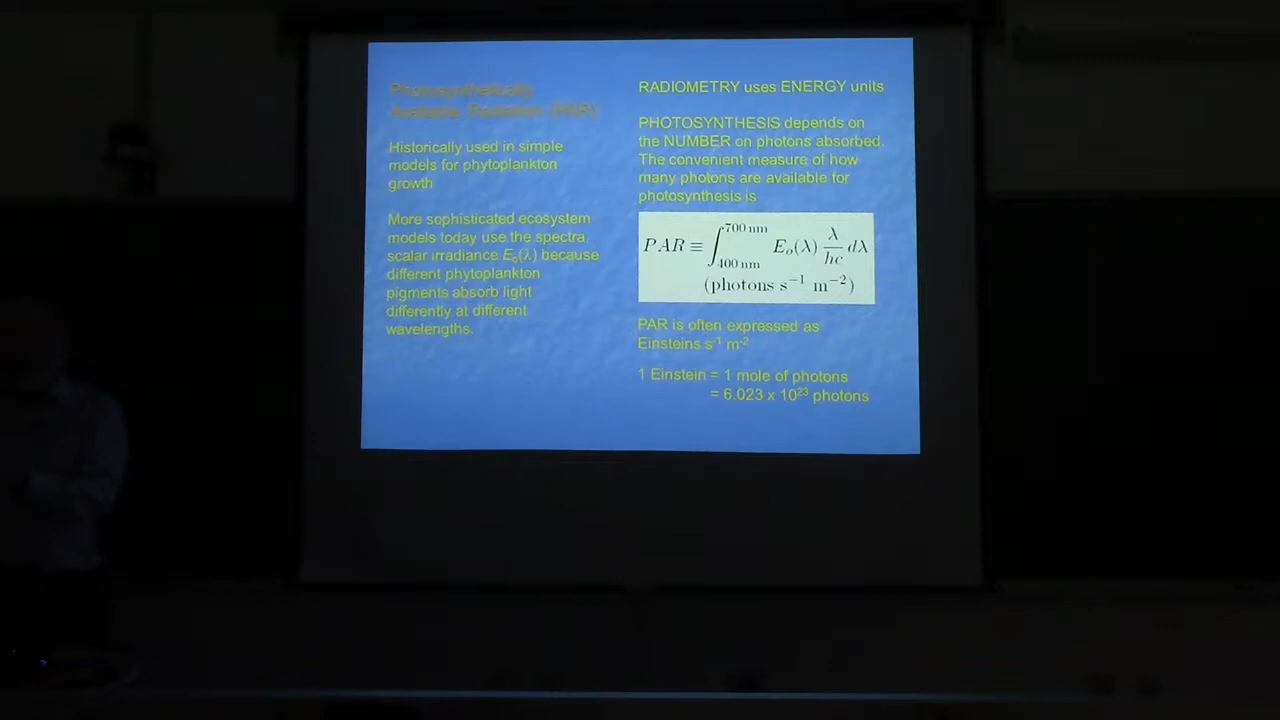 Photosynthetically
Available Radiation (PAR)
Historically used in simple
models for phytoplankton
growth
More sophisticated ecosystem
models today use the spectra
scalar irradiance Eₒ(λ) because
different phytoplankton
pigments absorb light
differently at different
wavelengths.
RADIOMETRY uses ENERGY units
PHOTOSYNTHESIS depends on
the NUMBER on photons absorbed.
The convenient measure of how
many photons are available for
photosynthesis is
PAR ≡ ∫₄₀₀ ₙₘ^700 nm Eₒ(λ) λ/hc dλ
(photons s⁻¹ m⁻²)
PAR is often expressed as
Einsteins s⁻¹ m⁻²
1 Einstein = 1 mole of photons
= 6.023 x 10²³ photons